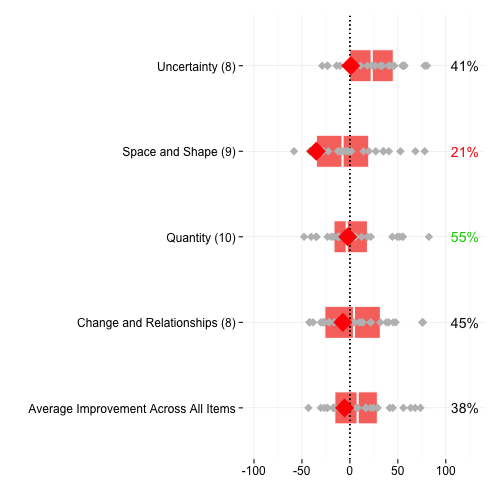 Uncertainty (8) 41%
Space and Shape (9) 21%
Quantity (10) 55%
Change and Relationships (8) 45%
Average Improvement Across All Items 38%
-100 -50 0 50 100